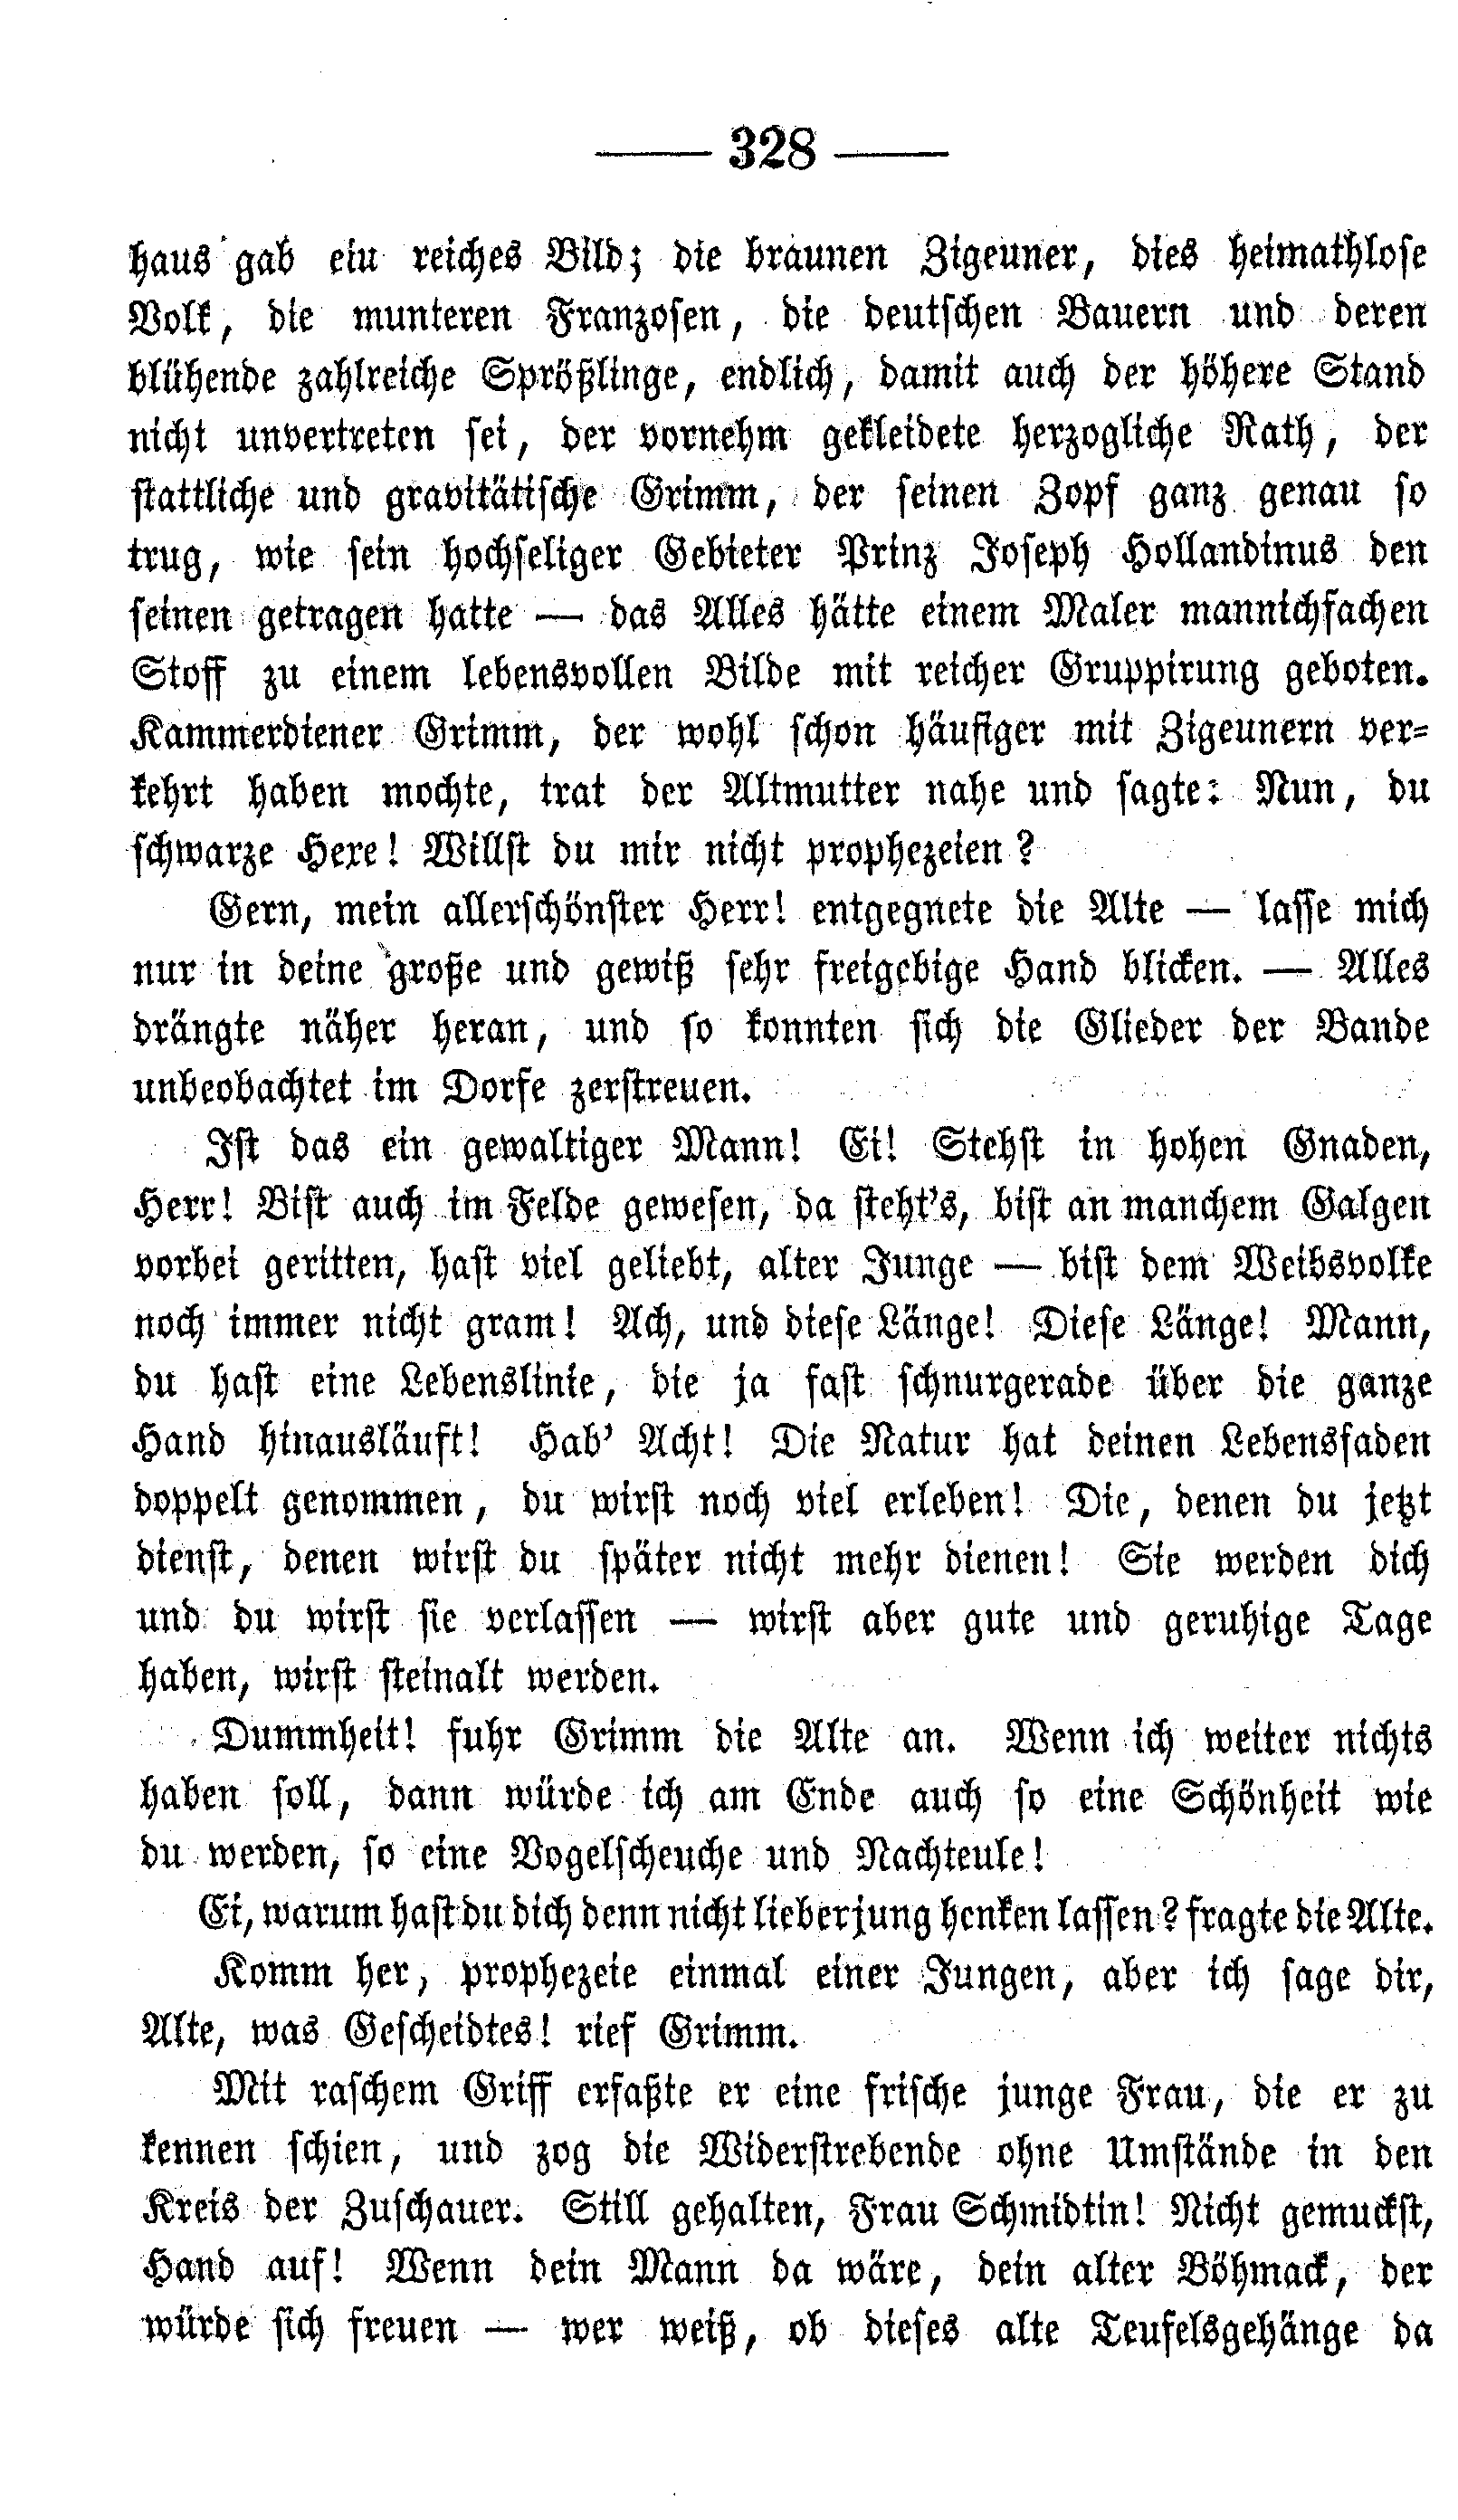 — 328 —
haus gab ein reiches Bild; die braunen Zigeuner, dies heimathlose
Volk, die munteren Franzosen, die deutschen Bauern und deren
blühende zahlreiche Sprößlinge, endlich, damit auch der höhere Stand
nicht unvertreten sei, der vornehm gekleidete herzogliche Rath, der
stattliche und gravitätische Grimm, der seinen Zopf ganz genau so
trug, wie sein hochseliger Gebieter Prinz Joseph Hollandinus den
seinen getragen hatte — das Alles hätte einem Maler mannichfachen
Stoff zu einem lebensvollen Bilde mit reicher Gruppirung geboten.
Kammerdiener Grimm, der wohl schon häufiger mit Zigeunern ver-
kehrt haben mochte, trat der Altmutter nahe und sagte: Nun, du
schwarze Hexe! Willst du mir nicht prophezeien?
Gern, mein allerschönster Herr! entgegnete die Alte — lasse mich
nur in deine große und gewiß sehr freigebige Hand blicken. — Alles
drängte näher heran, und so konnten sich die Glieder der Bande
unbeobachtet im Dorfe zerstreuen.
Ist das ein gewaltiger Mann! Ei! Stehst in hohen Gnaden,
Herr! Bist auch im Felde gewesen, da steht's, bist an manchem Galgen
vorbei geritten, hast viel geliebt, alter Junge — bist dem Weibsvolke
noch immer nicht gram! Ach, und diese Länge! Diese Länge! Mann,
du hast eine Lebenslinie, die ja fast schnurgerade über die ganze
Hand hinausläuft! Hab' Acht! Die Natur hat deinen Lebensfaden
doppelt genommen, du wirst noch viel erleben! Die, denen du jetzt
dienst, denen wirst du später nicht mehr dienen! Sie werden dich
und du wirst sie verlassen — wirst aber gute und geruhige Tage
haben, wirst steinalt werden.
Dummheit! fuhr Grimm die Alte an. Wenn ich weiter nichts
haben soll, dann würde ich am Ende auch so eine Schönheit wie
du werden, so eine Vogelscheuche und Nachteule!
Ei, warum hast du dich denn nicht lieber jung henken lassen? fragte die Alte.
Komm her, prophezeie einmal einer Jungen, aber ich sage dir,
Alte, was Gescheidtes! rief Grimm.
Mit raschem Griff erfaßte er eine frische junge Frau, die er zu
kennen schien, und zog die Widerstrebende ohne Umstände in den
Kreis der Zuschauer. Still gehalten, Frau Schmidtin! Nicht gemuckst,
Hand auf! Wenn dein Mann da wäre, dein alter Böhmack, der
würde sich freuen — wer weiß, ob dieses alte Teufelsgehänge da